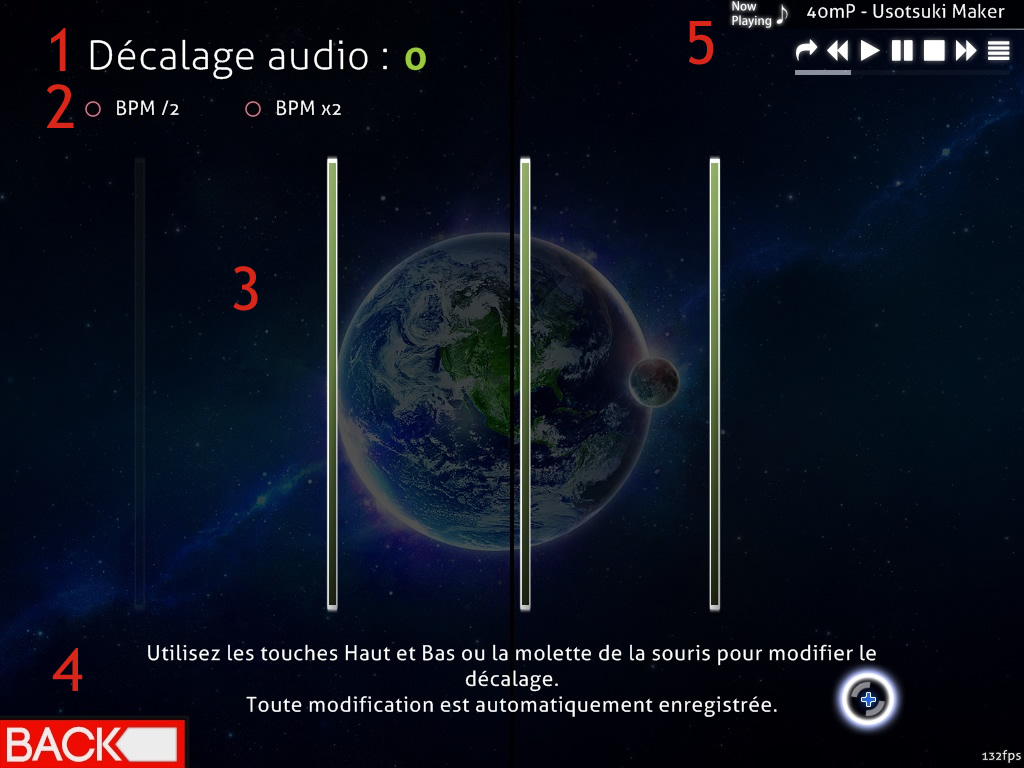 Now
Playing
40mP - Usotsuki Maker
5
1
Décalage audio : 0
2
BPM /2
BPM x2
3
4
Utilisez les touches Haut et Bas ou la molette de la souris pour modifier le
décalage.
Toute modification est automatiquement enregistrée.
BACK
132fps